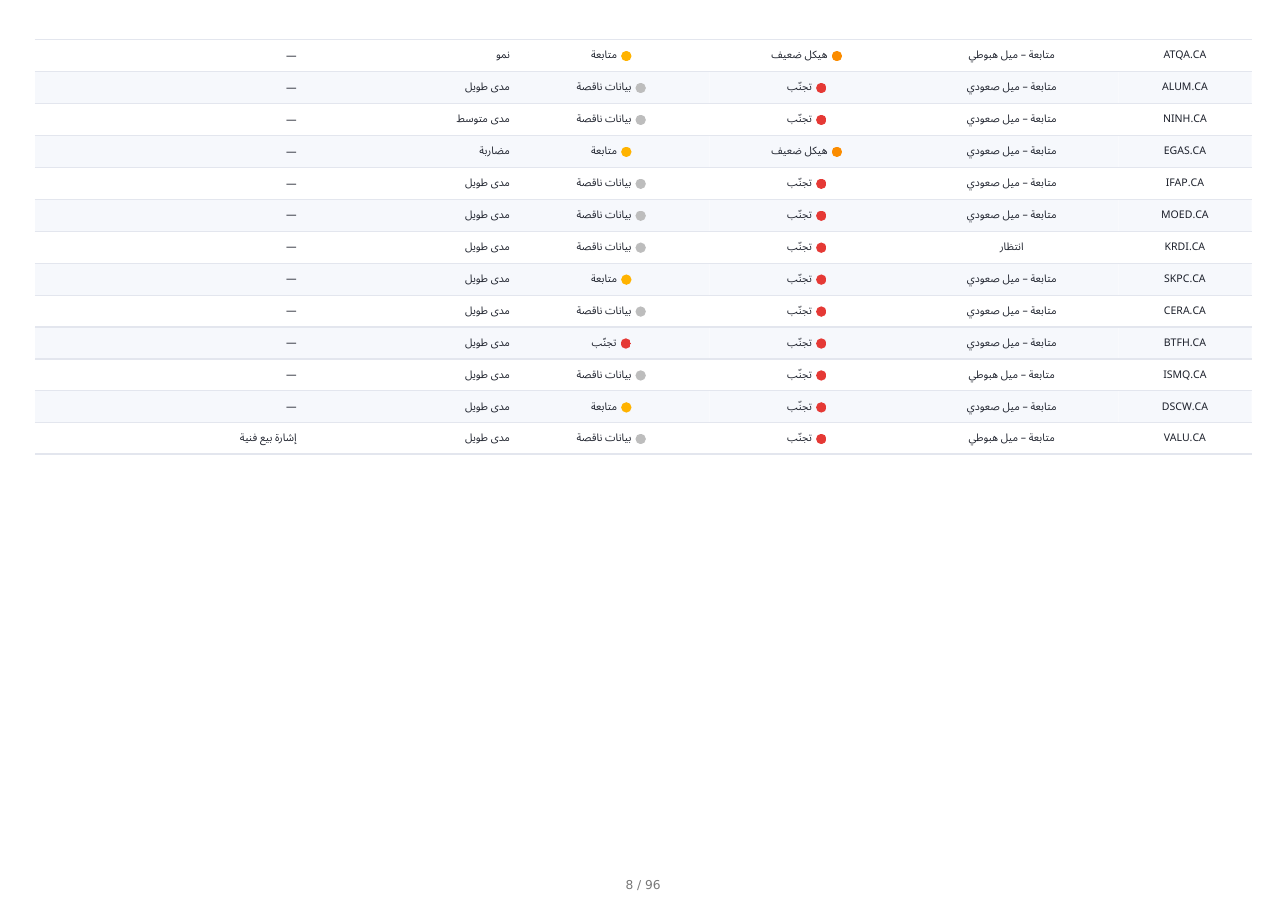 ATQA.CA متابعة – ميل هبوطي هيكل ضعيف متابعة نمو —
ALUM.CA متابعة – ميل صعودي تجنّب بيانات ناقصة مدى طويل —
NINH.CA متابعة – ميل صعودي تجنّب بيانات ناقصة مدى متوسط —
EGAS.CA متابعة – ميل صعودي هيكل ضعيف متابعة مضاربة —
IFAP.CA متابعة – ميل صعودي تجنّب بيانات ناقصة مدى طويل —
MOED.CA متابعة – ميل صعودي تجنّب بيانات ناقصة مدى طويل —
KRDI.CA انتظار تجنّب بيانات ناقصة مدى طويل —
SKPC.CA متابعة – ميل صعودي تجنّب متابعة مدى طويل —
CERA.CA متابعة – ميل صعودي تجنّب بيانات ناقصة مدى طويل —
BTFH.CA متابعة – ميل صعودي تجنّب تجنّب مدى طويل —
ISMQ.CA متابعة – ميل هبوطي تجنّب بيانات ناقصة مدى طويل —
DSCW.CA متابعة – ميل صعودي تجنّب متابعة مدى طويل —
VALU.CA متابعة – ميل هبوطي تجنّب بيانات ناقصة مدى طويل إشارة بيع فنية
8 / 96